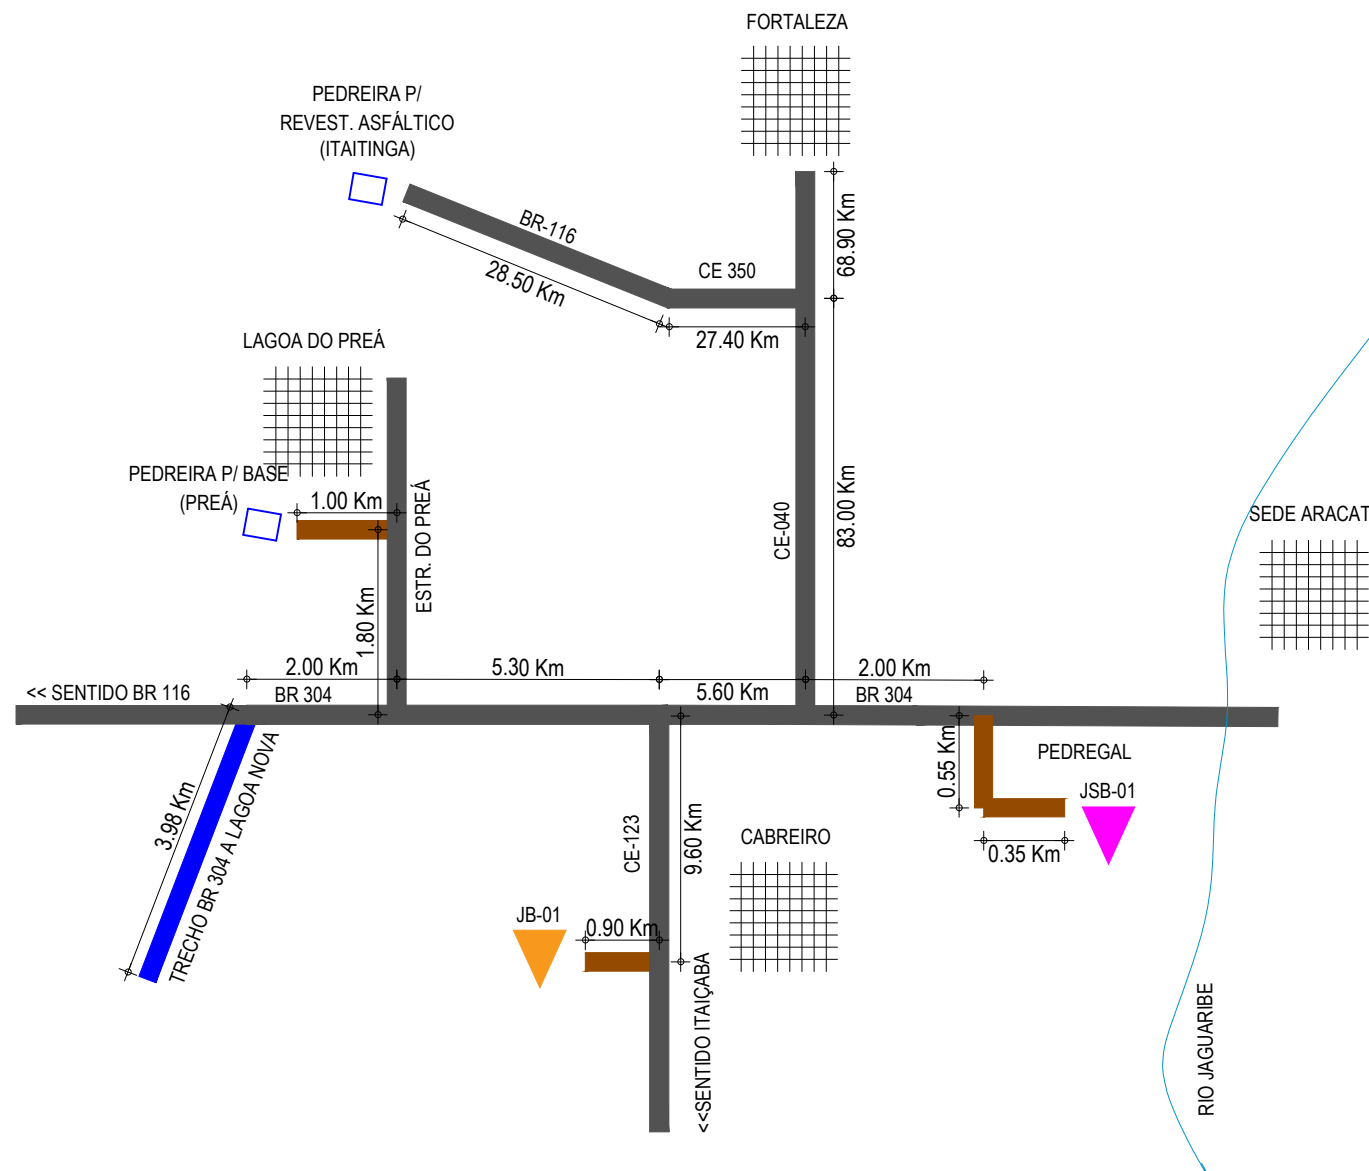 FORTALEZA
PEDREIRA P/
REVEST. ASFÁLTICO
(ITAITINGA)
BR-116
28.50 Km
CE 350
27.40 Km
68.90 Km
LAGOA DO PREÁ
PEDREIRA P/ BASE
(PREÁ)
1.00 Km
ESTR. DO PREÁ
1.80 Km
CE-040
83.00 Km
SEDE ARACAT
2.00 Km
5.30 Km
5.60 Km
2.00 Km
<< SENTIDO BR 116
BR 304
BR 304
3.98 Km
TRECHO BR 304 A LAGOA NOVA
CE-123
9.60 Km
CABREIRO
0.55 Km
PEDREGAL
JSB-01
0.35 Km
JB-01
0.90 Km
<<SENTIDO ITAIÇABA
RIO JAGUARIBE